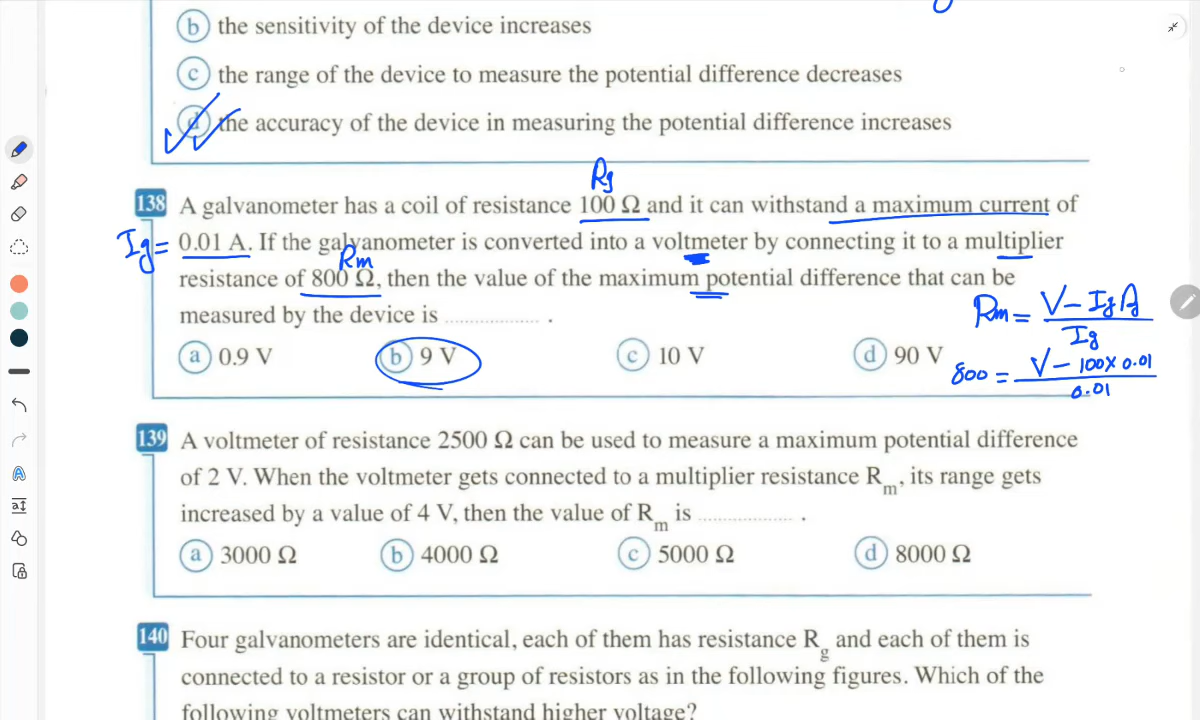 b the sensitivity of the device increases
c the range of the device to measure the potential difference decreases
d the accuracy of the device in measuring the potential difference increases
Rg
138 A galvanometer has a coil of resistance 100 Ω and it can withstand a maximum current of
Ig = 0.01 A. If the galvanometer is converted into a voltmeter by connecting it to a multiplier
Rm
resistance of 800 Ω, then the value of the maximum potential difference that can be
measured by the device is .................... .
Rm = V - Ig Rg / Ig
a 0.9 V b 9 V c 10 V d 90 V
800 = V - 100 x 0.01 / 0.01
139 A voltmeter of resistance 2500 Ω can be used to measure a maximum potential difference
of 2 V. When the voltmeter gets connected to a multiplier resistance Rm, its range gets
increased by a value of 4 V, then the value of Rm is .................... .
a 3000 Ω b 4000 Ω c 5000 Ω d 8000 Ω
140 Four galvanometers are identical, each of them has resistance Rg and each of them is
connected to a resistor or a group of resistors as in the following figures. Which of the
following voltmeters can withstand higher voltage?